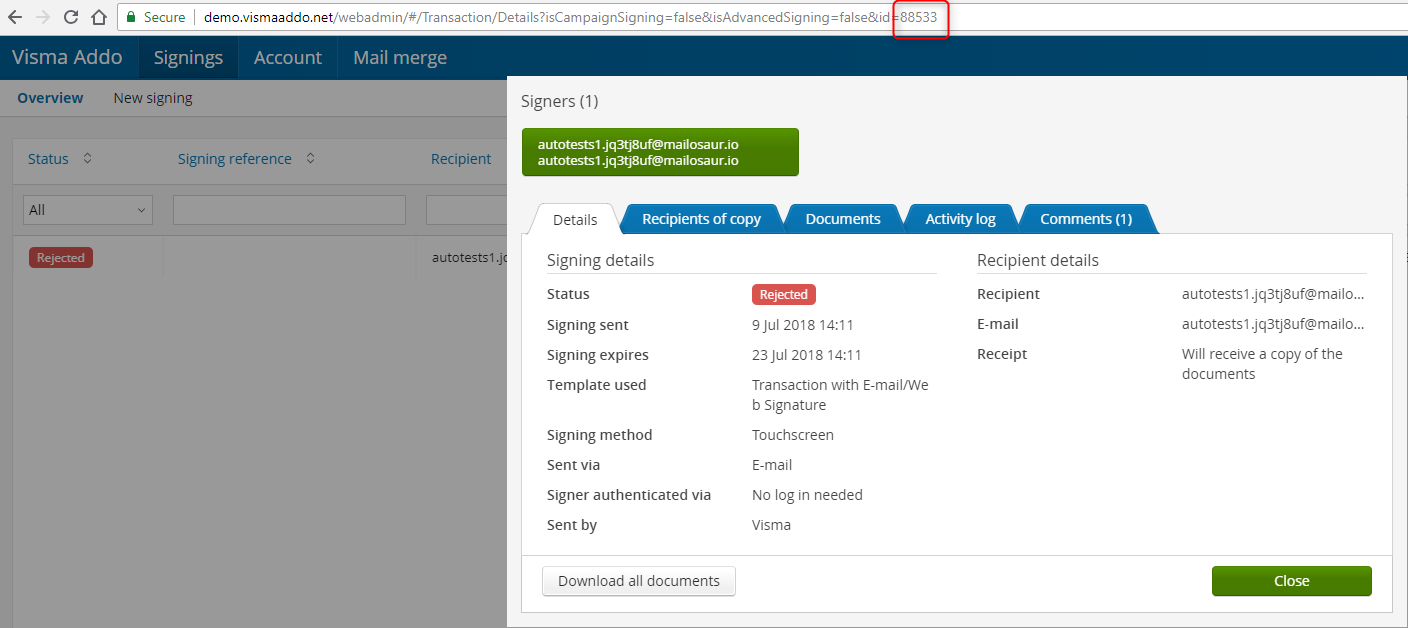 Secure demo.vismaaddo.net/webadmin/#/Transaction/Details?isCampaignSigning=false&isAdvancedSigning=false&id=88533
Visma Addo Signings Account Mail merge
Overview New signing
Status Signing reference Recipient
All
Rejected autotests1.jq
Signers (1)
autotests1.jq3tj8uf@mailosaur.io
autotests1.jq3tj8uf@mailosaur.io
Details Recipients of copy Documents Activity log Comments (1)
Signing details
Status Rejected
Signing sent 9 Jul 2018 14:11
Signing expires 23 Jul 2018 14:11
Template used Transaction with E-mail/We
b Signature
Signing method Touchscreen
Sent via E-mail
Signer authenticated via No log in needed
Sent by Visma
Recipient details
Recipient autotests1.jq3tj8uf@mailo...
E-mail autotests1.jq3tj8uf@mailo...
Receipt Will receive a copy of the
documents
Download all documents Close